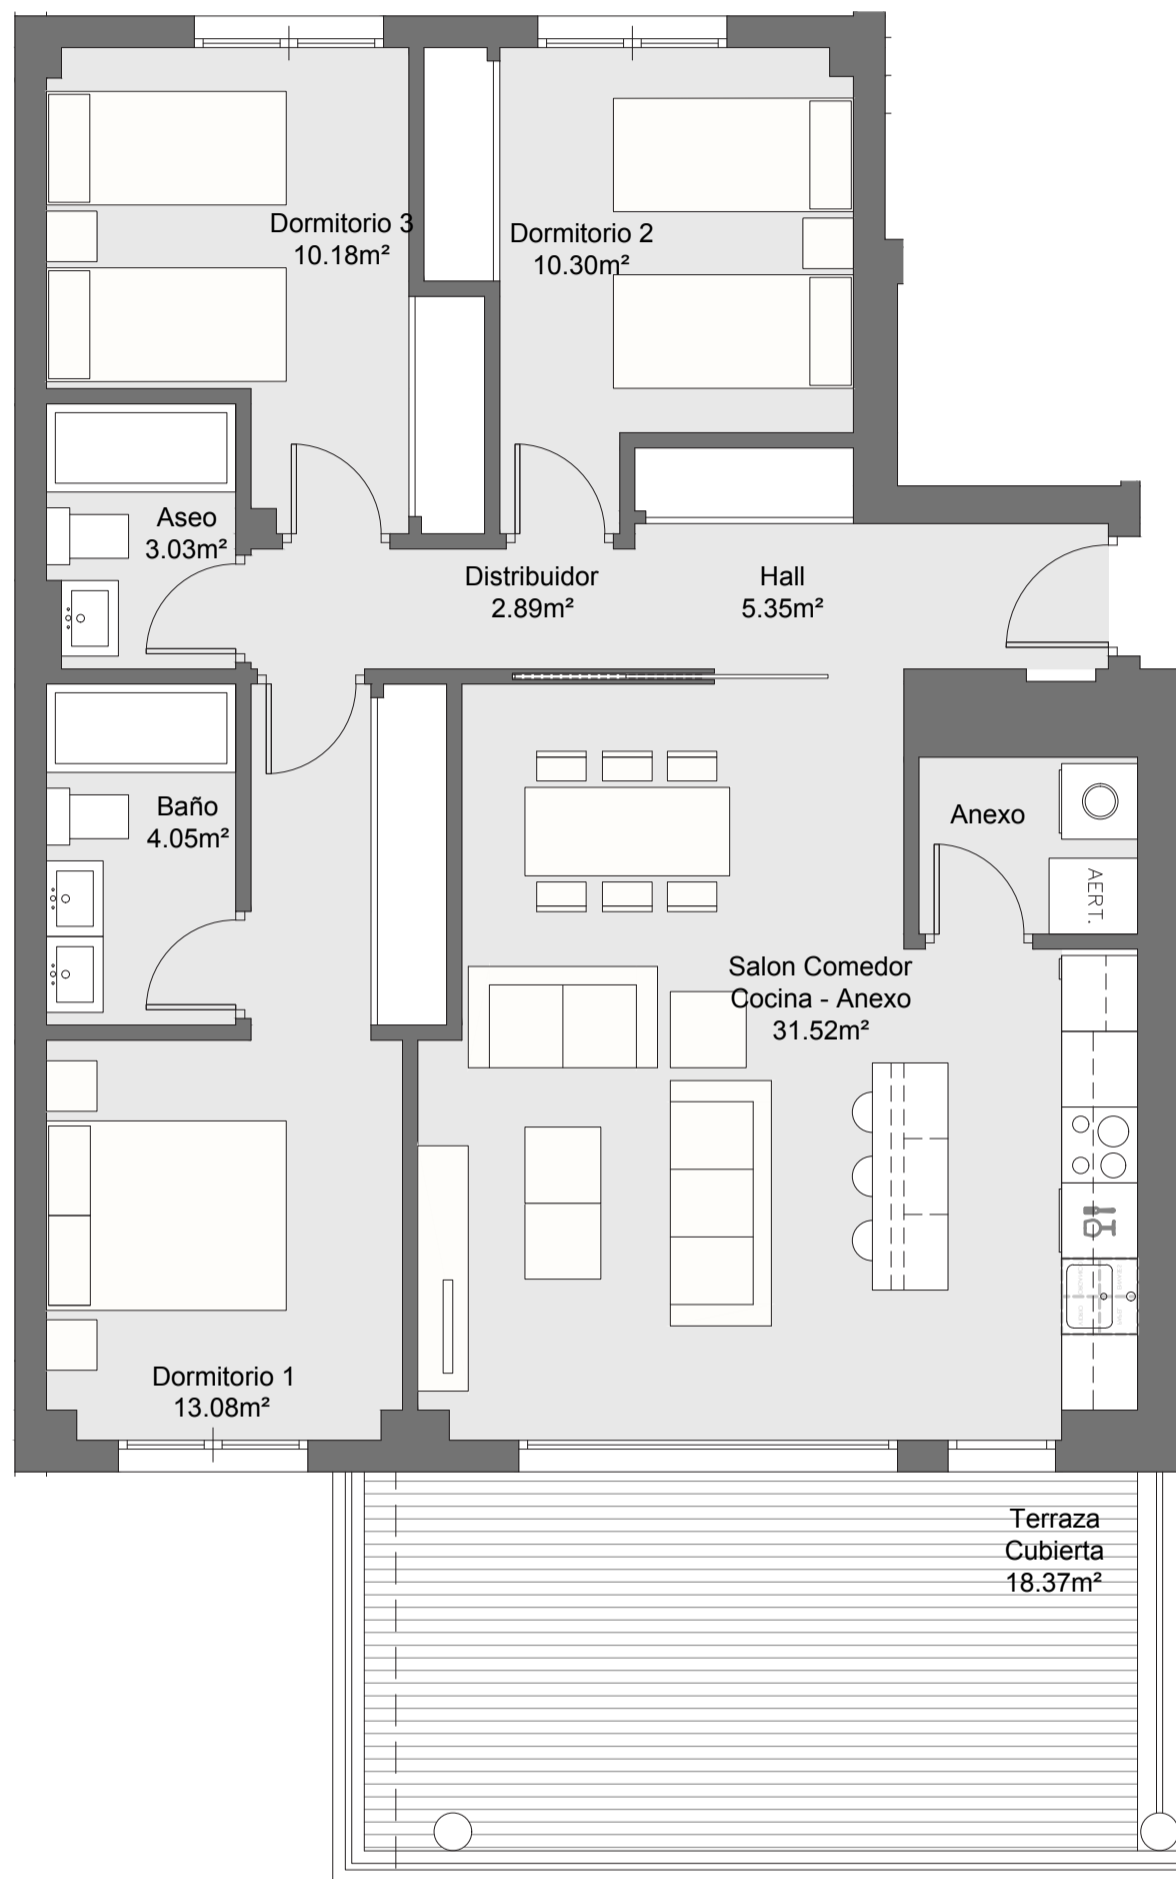 Dormitorio 3
10.18m²
Dormitorio 2
10.30m²
Aseo
3.03m²
Distribuidor
2.89m²
Hall
5.35m²
Baño
4.05m²
Anexo
AERT.
Salon Comedor
Cocina - Anexo
31.52m²
Dormitorio 1
13.08m²
Terraza
Cubierta
18.37m²